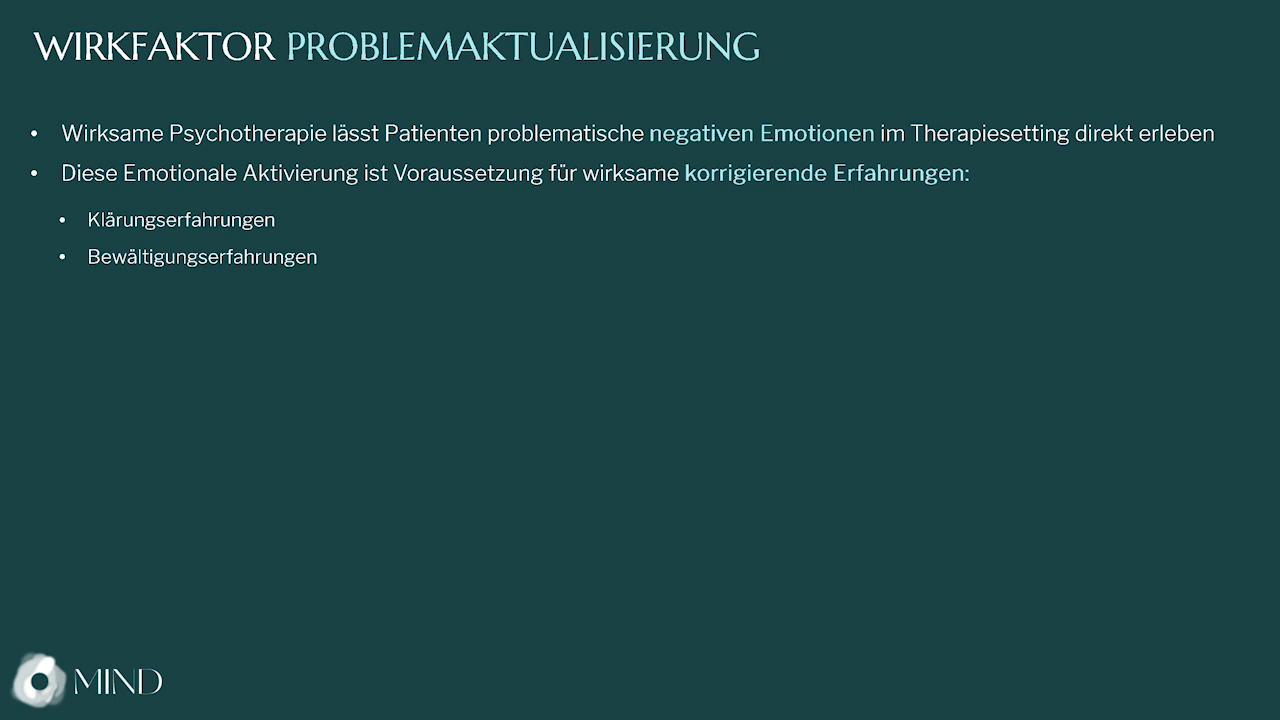 WIRKFAKTOR PROBLEMAKTUALISIERUNG
• Wirksame Psychotherapie lässt Patienten problematische negativen Emotionen im Therapiesetting direkt erleben
• Diese Emotionale Aktivierung ist Voraussetzung für wirksame korrigierende Erfahrungen:
• Klärungserfahrungen
• Bewältigungserfahrungen
MIND